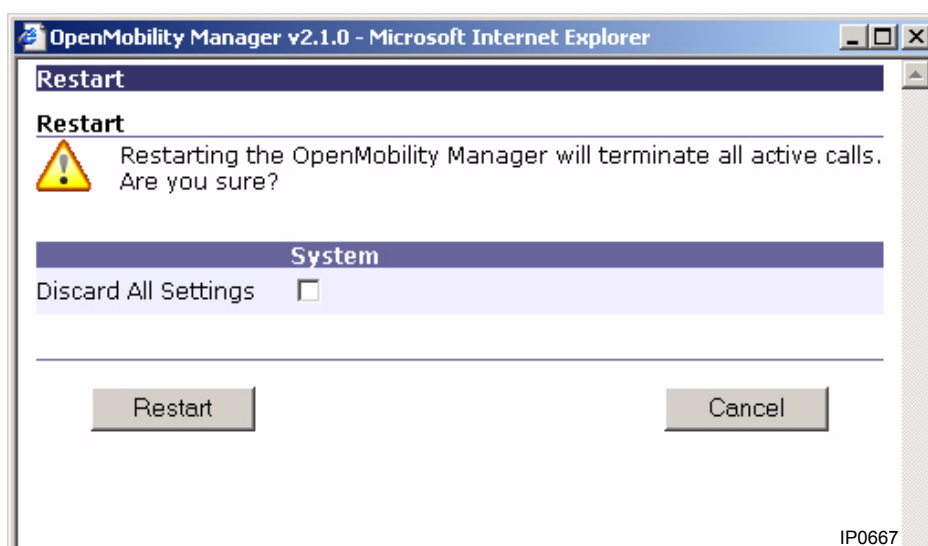 OpenMobility Manager v2.1.0 - Microsoft Internet Explorer
Restart
Restart
Restarting the OpenMobility Manager will terminate all active calls.
Are you sure?
System
Discard All Settings
Restart
Cancel
IP0667